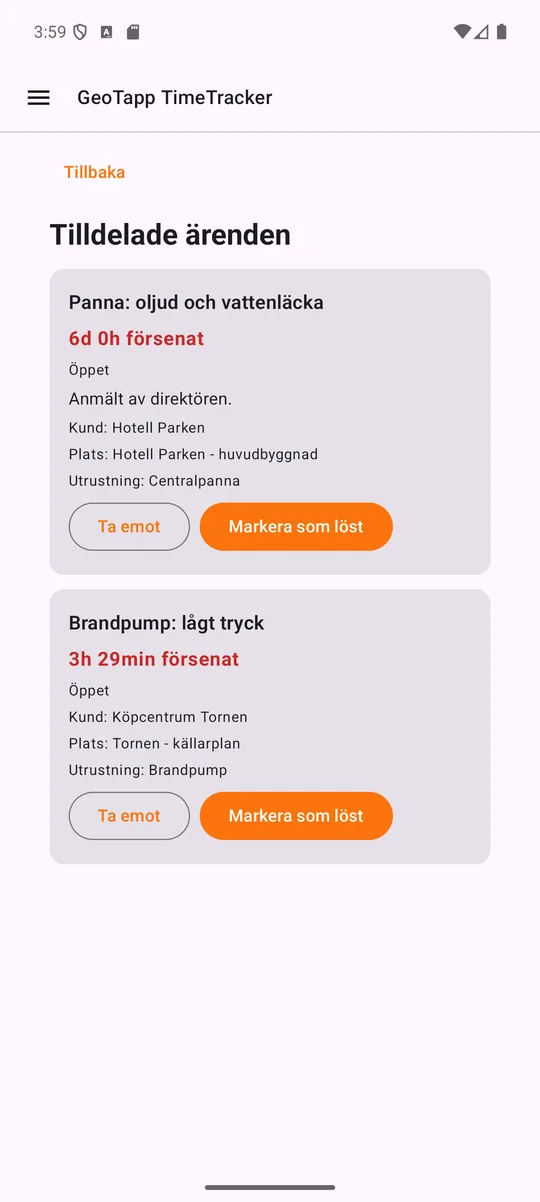 3:59
GeoTapp TimeTracker
Tillbaka
Tilldelade ärenden
Panna: oljud och vattenläcka
6d 0h försenat
Öppet
Anmält av direktören.
Kund: Hotell Parken
Plats: Hotell Parken - huvudbyggnad
Utrustning: Centralpanna
Ta emot Markera som löst
Brandpump: lågt tryck
3h 29min försenat
Öppet
Kund: Köpcentrum Tornen
Plats: Tornen - källarplan
Utrustning: Brandpump
Ta emot Markera som löst